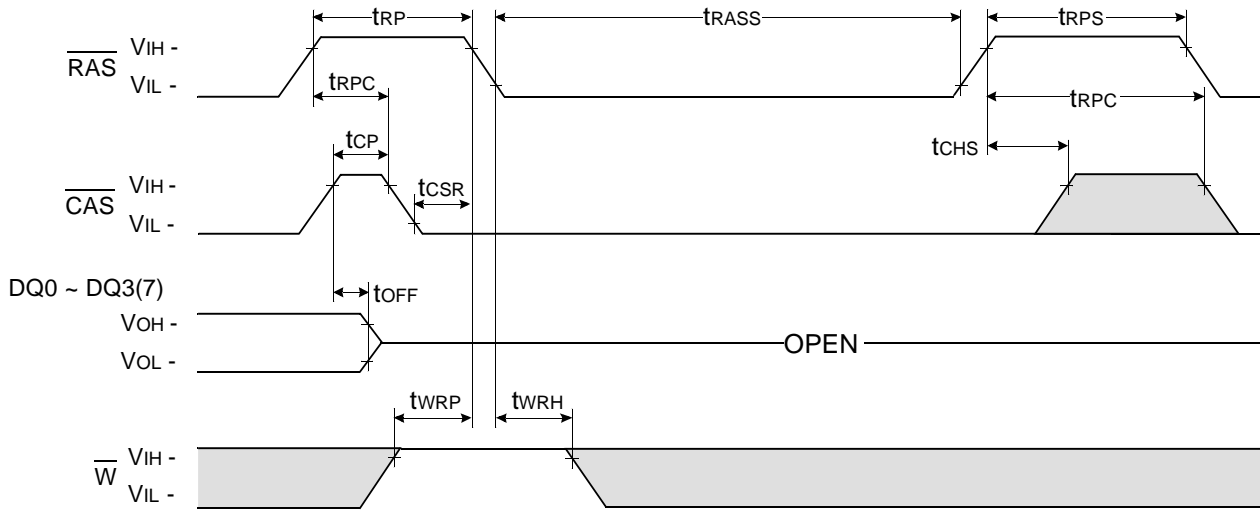 tRP
tRASS
tRPS
RAS
VIH -
VIL -
tRPC
tRPC
tCP
tCHS
CAS
VIH -
VIL -
tCSR
DQ0 ~ DQ3(7)
tOFF
VOH -
VOL -
OPEN
tWRP
tWRH
W
VIH -
VIL -